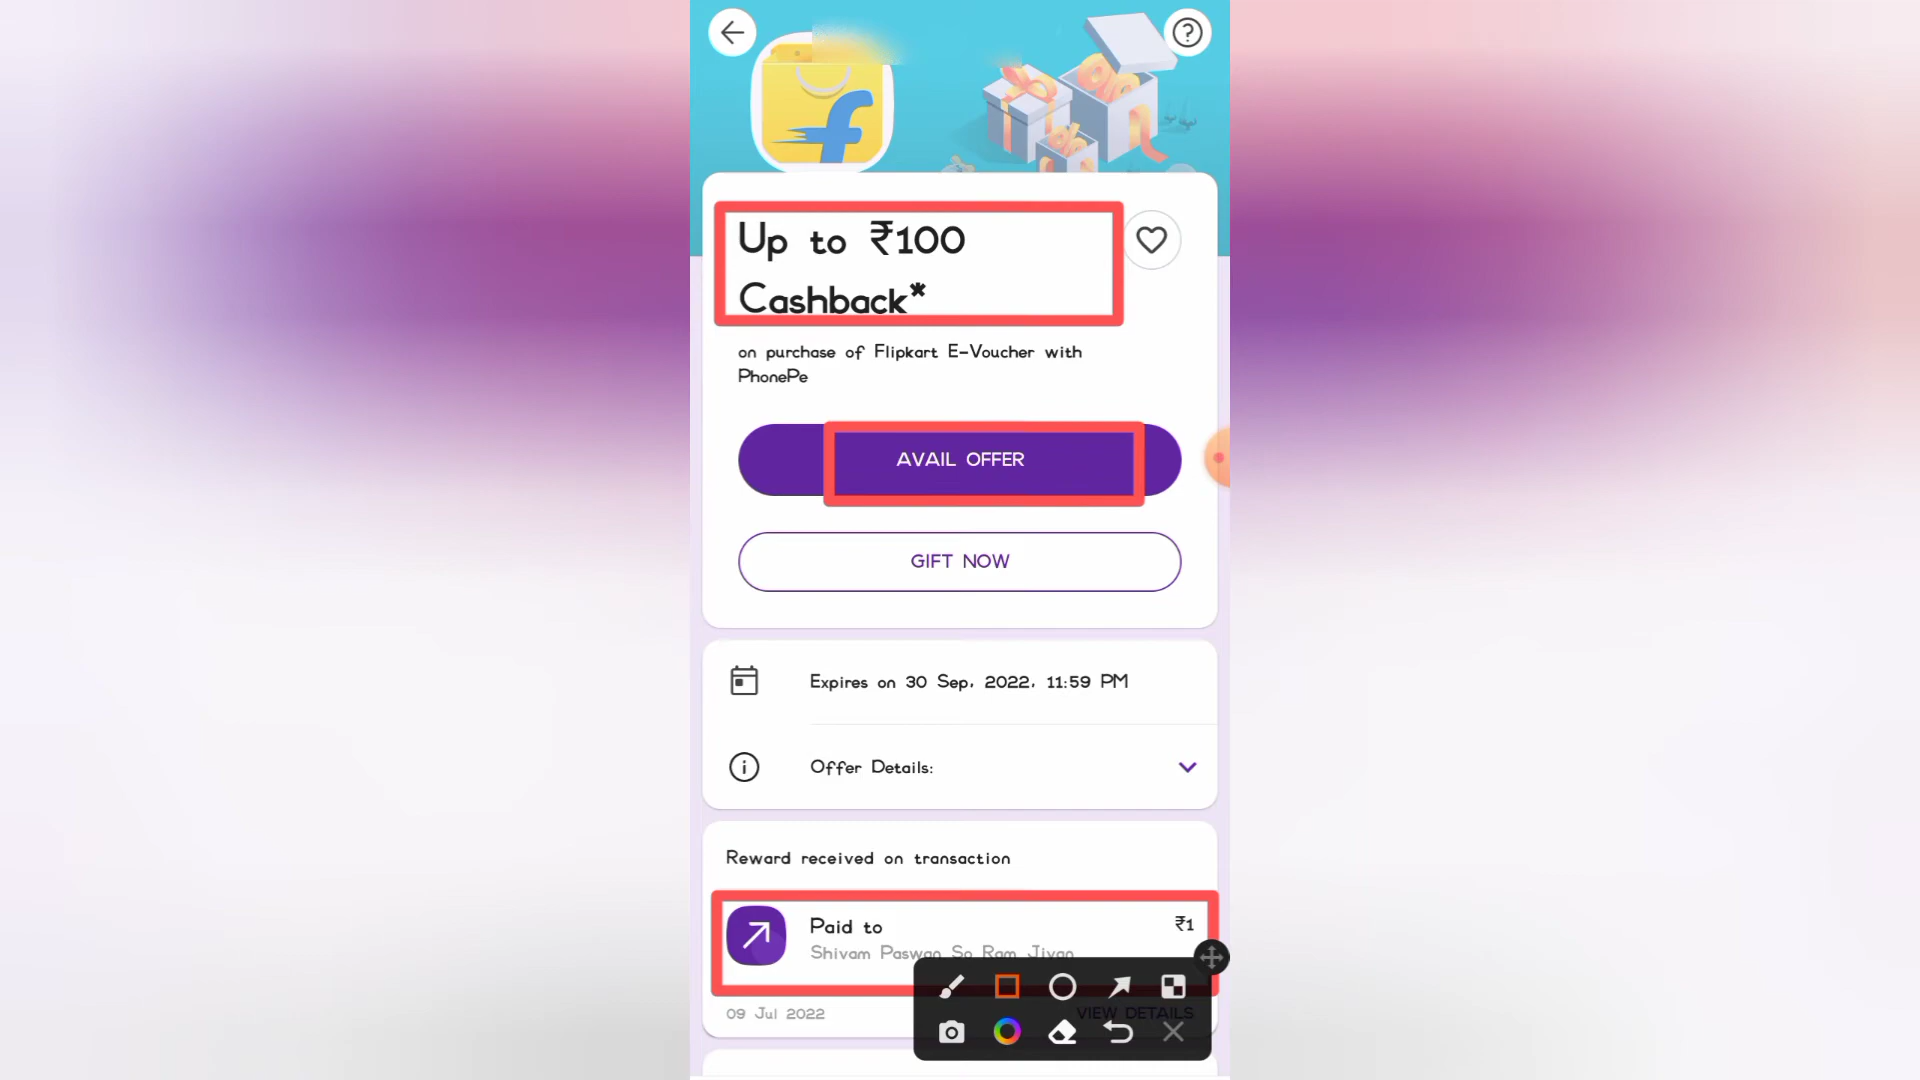 Up to ₹100
Cashback*
on purchase of Flipkart E-Voucher with
PhonePe
AVAIL OFFER
GIFT NOW
Expires on 30 Sep, 2022, 11:59 PM
Offer Details:
Reward received on transaction
Paid to ₹1
Shivam Paswan So Ram Jivan
09 Jul 2022 VIEW DETAILS